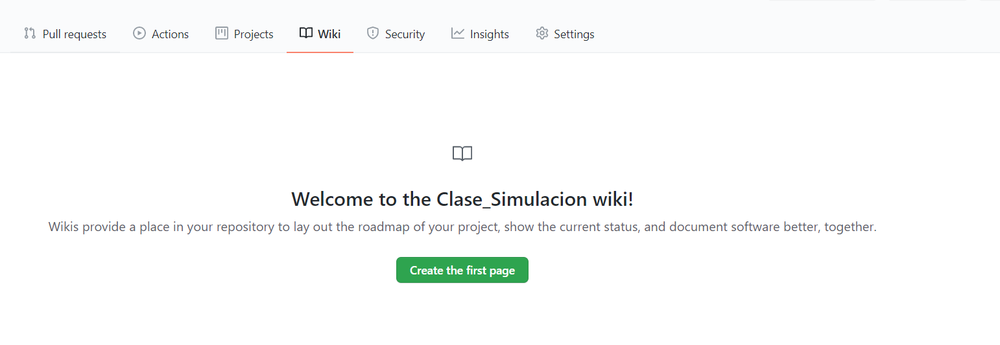 Pull requests Actions Projects Wiki Security Insights Settings
Welcome to the Clase_Simulacion wiki!
Wikis provide a place in your repository to lay out the roadmap of your project, show the current status, and document software better, together.
Create the first page